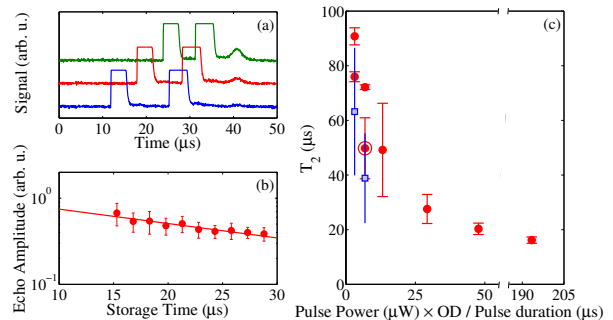 (a)
Signal (arb. u.)
0 10 20 30 40 50
Time (μs)
(b)
Echo Amplitude (arb. u.)
10⁰
10⁻¹
10 15 20 25
Storage Time (μs)
(c)
T₂ (μs)
100
80
60
40
20
0
0 25 50 190 205
Pulse Power (μW) × OD / Pulse duration (μs)